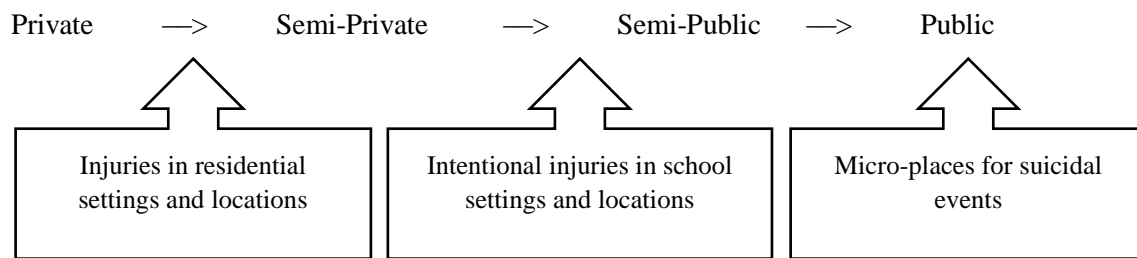 Private —> Semi-Private —> Semi-Public —> Public
Injuries in residential
settings and locations
Intentional injuries in school
settings and locations
Micro-places for suicidal
events